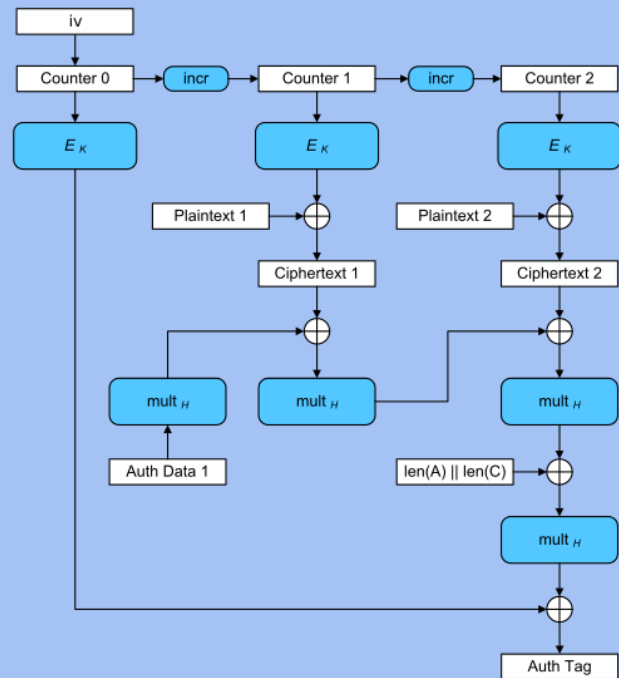 iv
Counter 0
incr
Counter 1
incr
Counter 2
E K
E K
E K
Plaintext 1
Plaintext 2
Ciphertext 1
Ciphertext 2
mult H
mult H
mult H
Auth Data 1
len(A) || len(C)
mult H
Auth Tag